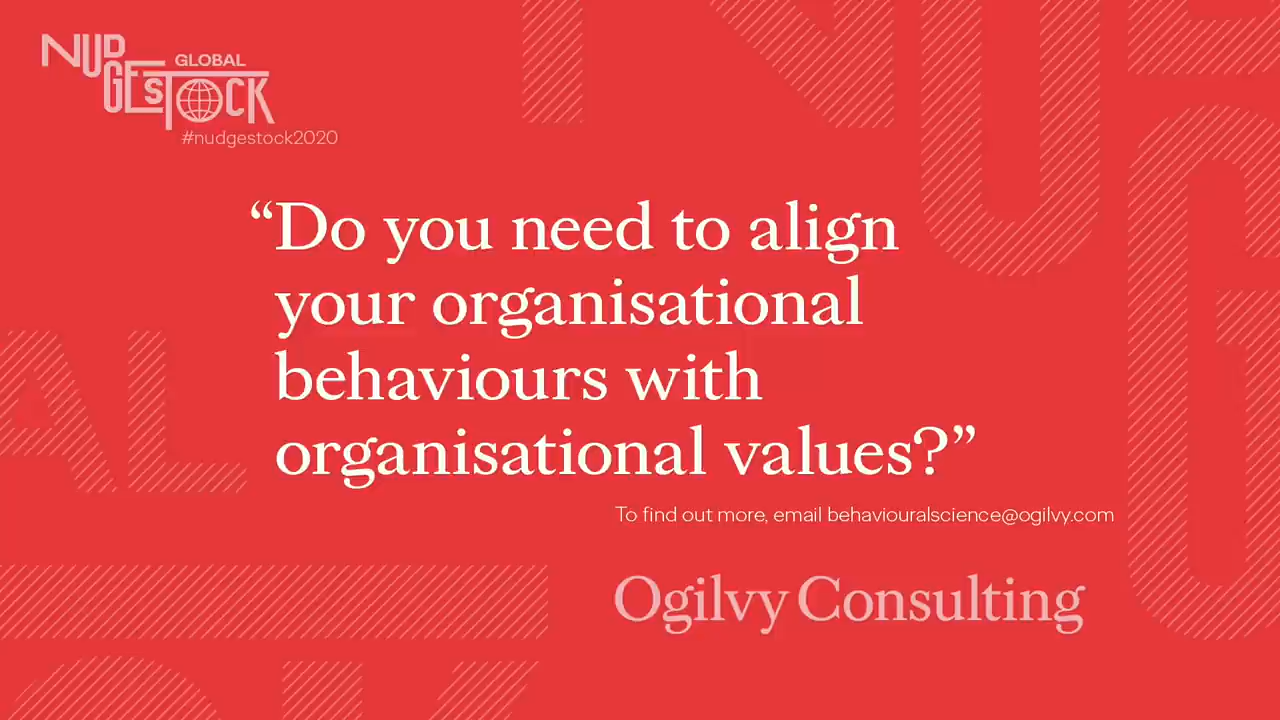 NUDGESTOCK
GLOBAL
#nudgestock2020
“Do you need to align
your organisational
behaviours with
organisational values?”
To find out more, email behaviouralscience@ogilvy.com
Ogilvy Consulting